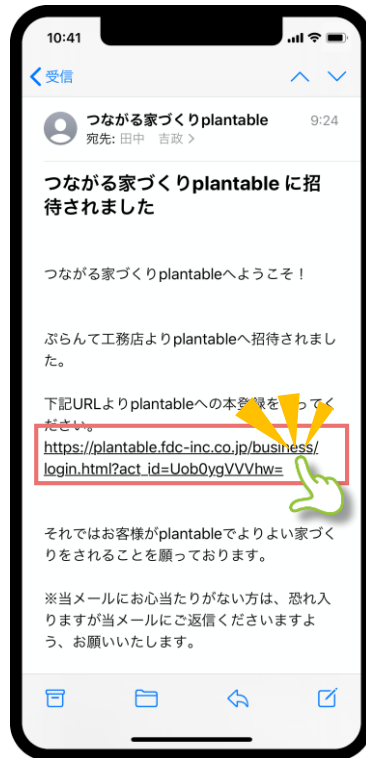 10:41
受信
つながる家づくりplantable 9:24
宛先: 田中 吉政
つながる家づくりplantable に招
待されました
つながる家づくりplantableへようこそ！
ぷらんて工務店よりplantableへ招待されまし
た。
下記URLよりplantableへの本登録を ってく
ださい。
https://plantable.fdc-inc.co.jp/business/
login.html?act_id=Uob0ygVVVhw=
それではお客様がplantableでよりよい家づく
りをされることを願っております。
※当メールにお心当たりがない方は、恐れ入
りますが当メールにご返信くださいますよ
う、お願いいたします。